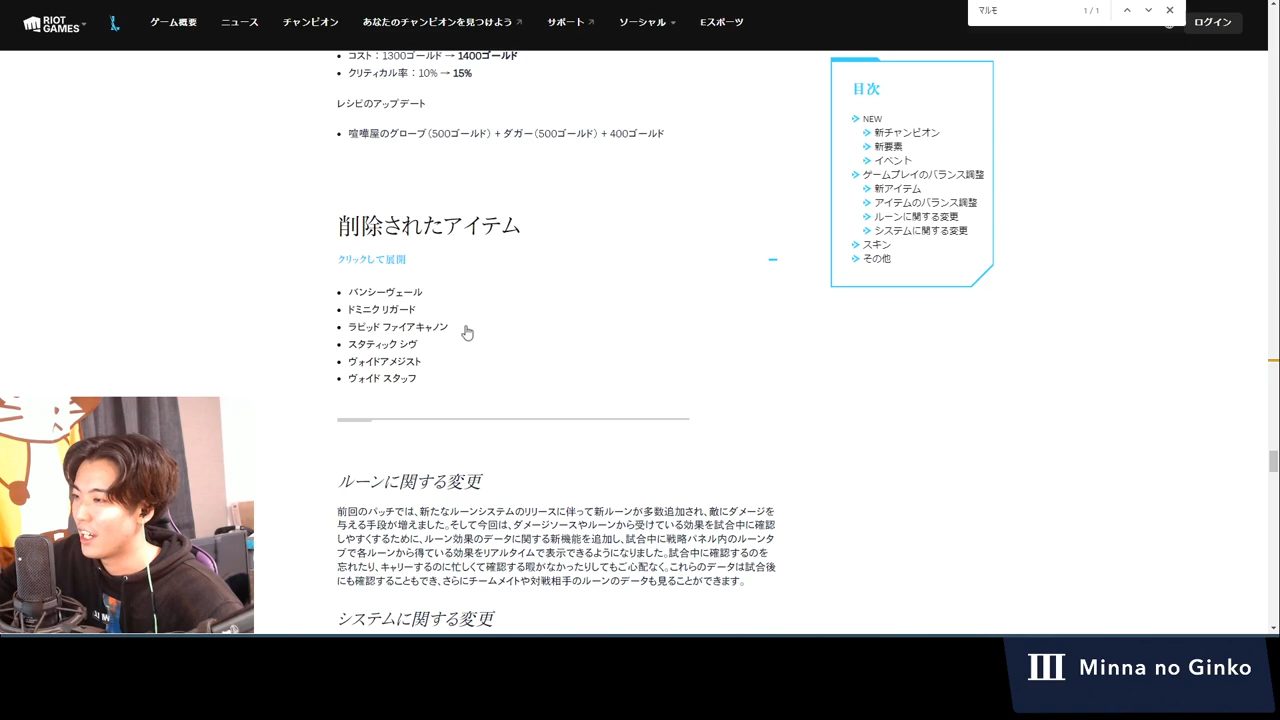 RIOT GAMES
ゲーム概要
ニュース
チャンピオン
あなたのチャンピオンを見つけよう
サポート
ソーシャル
Eスポーツ
マルモ
1/1
ログイン
コスト：1300ゴールド → 1400ゴールド
クリティカル率：10% → 15%
レシピのアップデート
喧嘩屋のグローブ（500ゴールド）+ ダガー（500ゴールド）+ 400ゴールド
削除されたアイテム
クリックして展開
バンシーヴェール
ドミニク リガード
ラピッド ファイアキャノン
スタティック シヴ
ヴォイドアメジスト
ヴォイド スタッフ
ルーンに関する変更
前回のパッチでは、新たなルーンシステムのリリースに伴って新ルーンが多数追加され、敵にダメージを
与える手段が増えました。そして今回は、ダメージソースやルーンから受けている効果を試合中に確認
しやすくするために、ルーン効果のデータに関する新機能を追加し、試合中に戦略パネル内のルーンタ
ブで各ルーンから得ている効果をリアルタイムで表示できるようになりました。試合中に確認するのを
忘れたり、キャリーするのに忙しくて確認する暇がなかったりしてもご心配なく。これらのデータは試合後
にも確認することもでき、さらにチームメイトや対戦相手のルーンのデータも見ることができます。
システムに関する変更
目次
NEW
新チャンピオン
新要素
イベント
ゲームプレイのバランス調整
新アイテム
アイテムのバランス調整
ルーンに関する変更
システムに関する変更
スキン
その他
Minna no Ginko